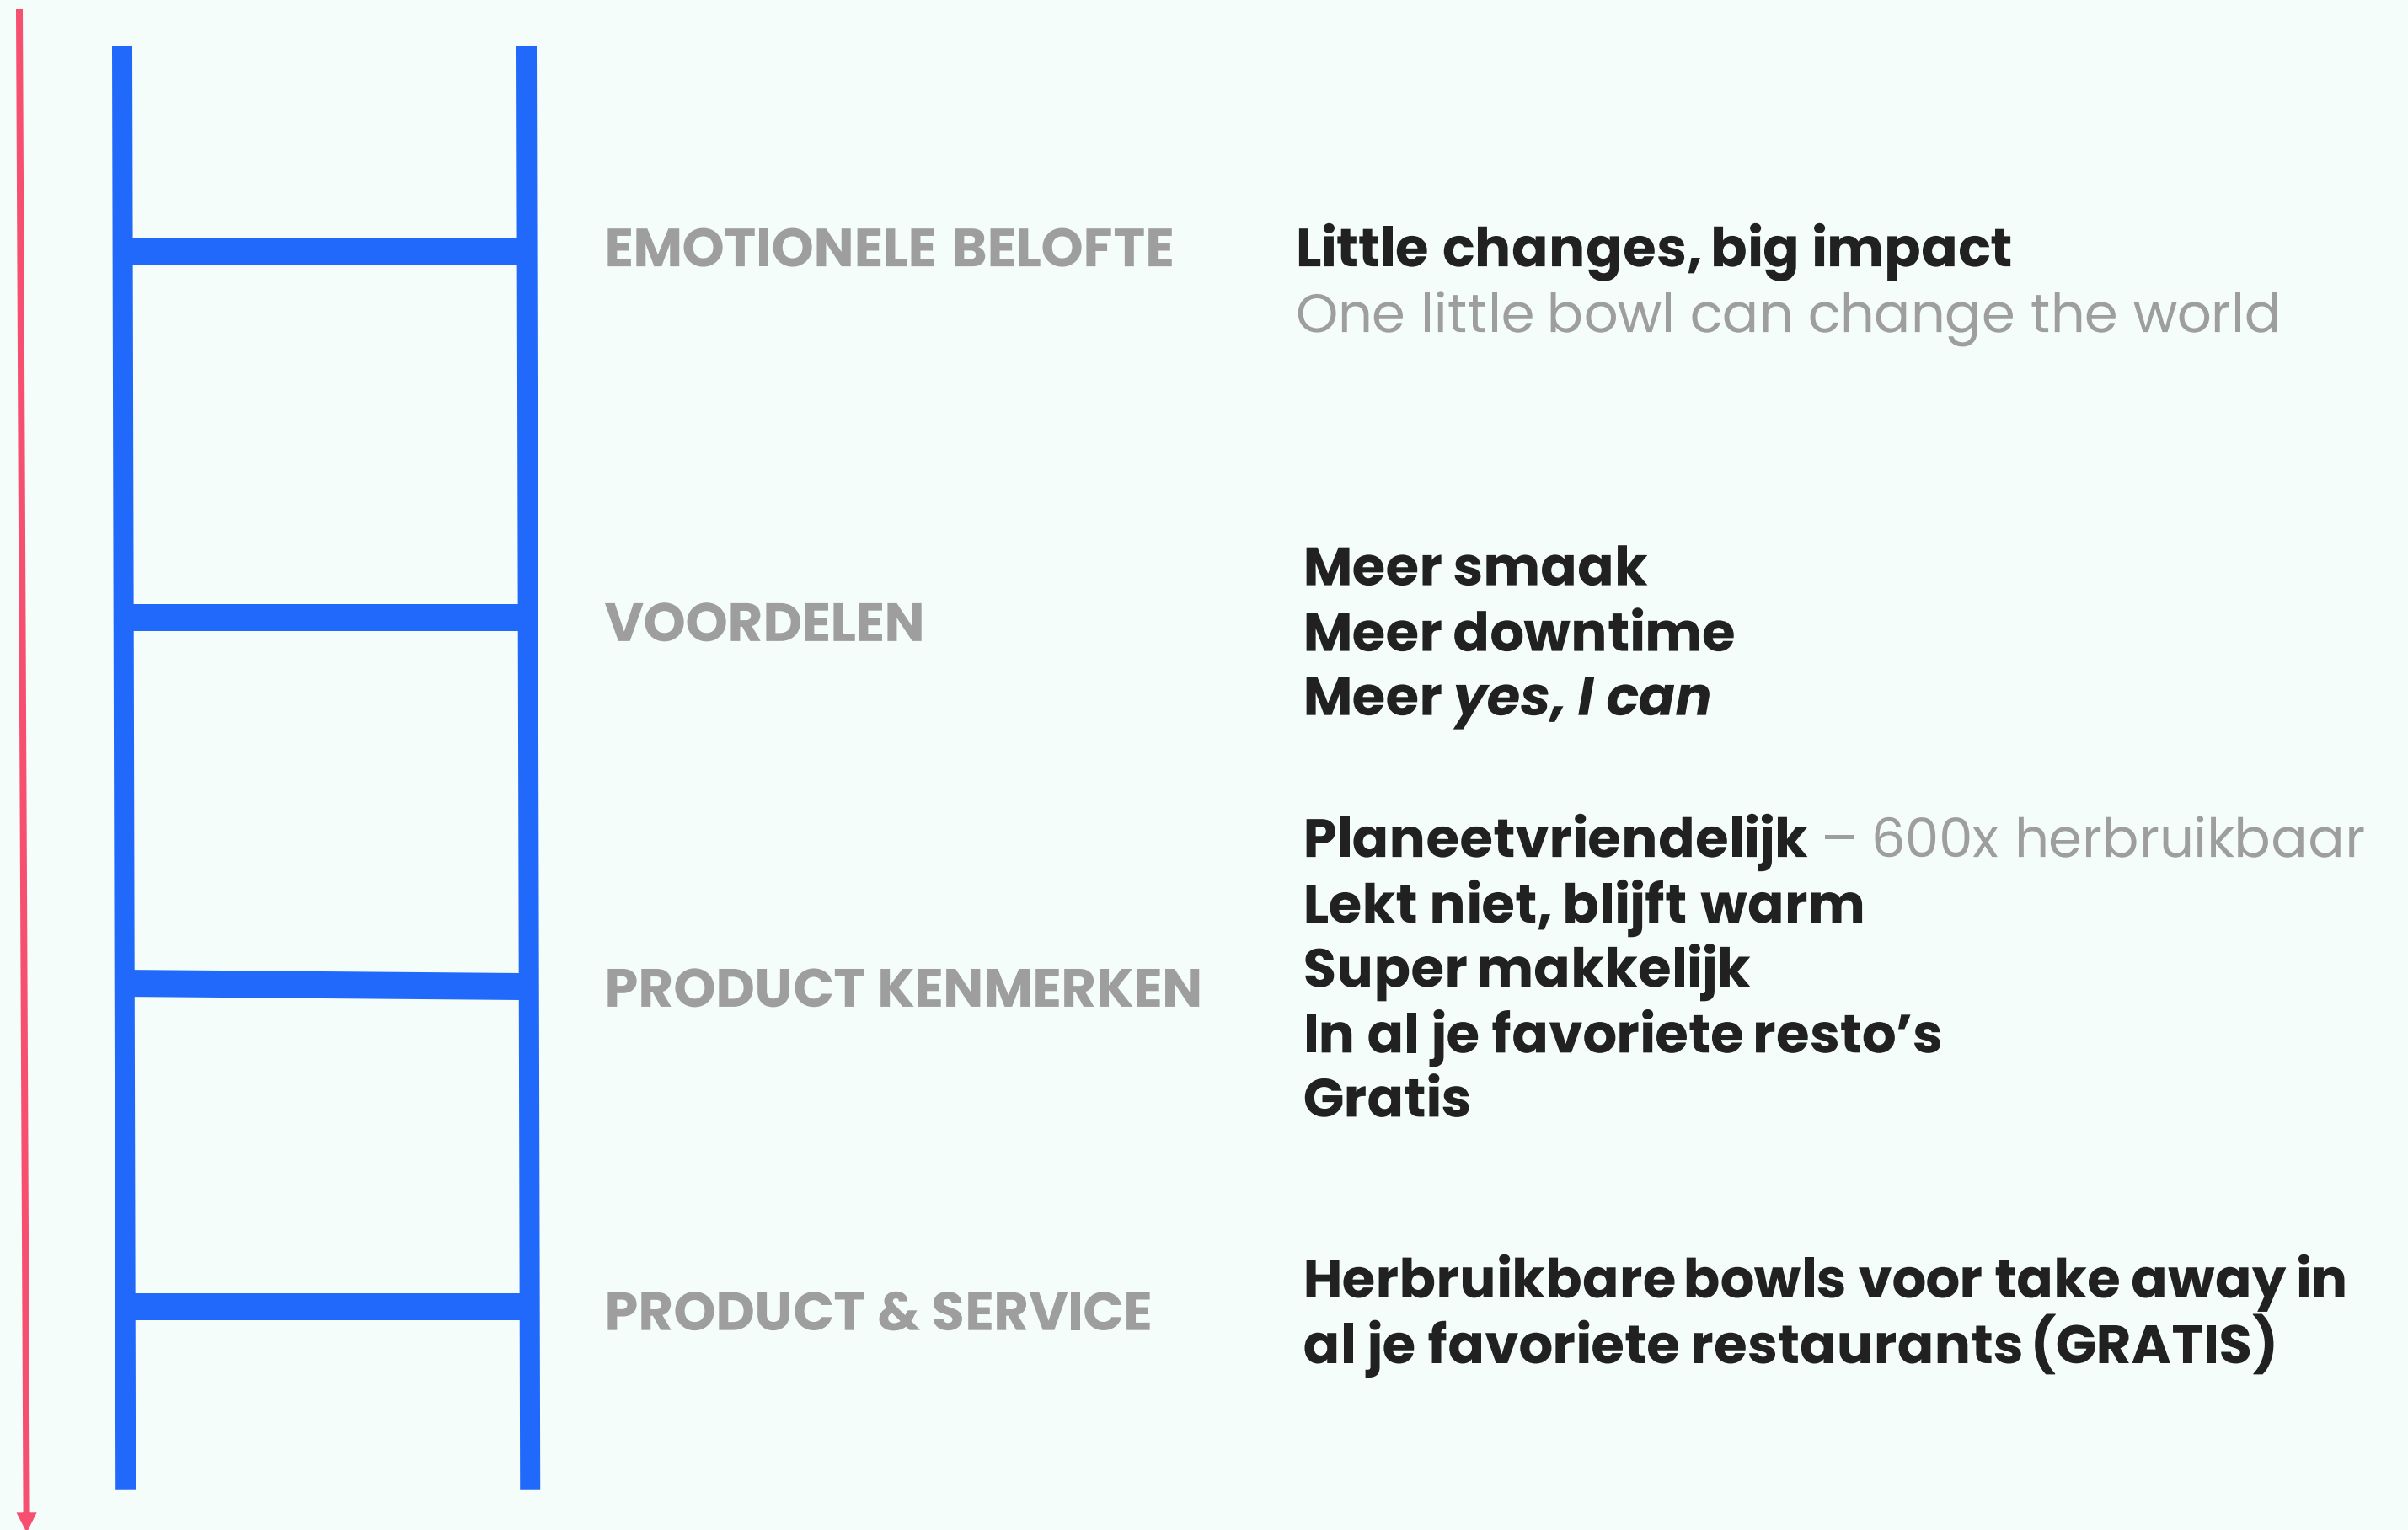 EMOTIONELE BELOFTE
Little changes, big impact
One little bowl can change the world
VOORDELEN
Meer smaak
Meer downtime
Meer yes, I can
PRODUCT KENMERKEN
Planeetvriendelijk – 600x herbruikbaar
Lekt niet, blijft warm
Super makkelijk
In al je favoriete resto’s
Gratis
PRODUCT & SERVICE
Herbruikbare bowls voor take away in
al je favoriete restaurants (GRATIS)